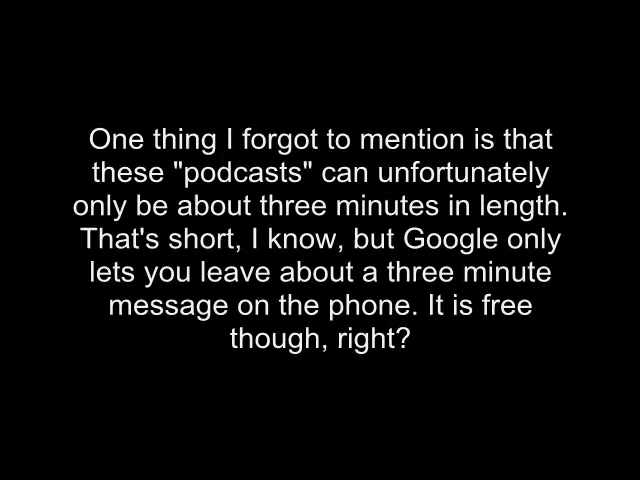 One thing I forgot to mention is that
these "podcasts" can unfortunately
only be about three minutes in length.
That's short, I know, but Google only
lets you leave about a three minute
message on the phone. It is free
though, right?